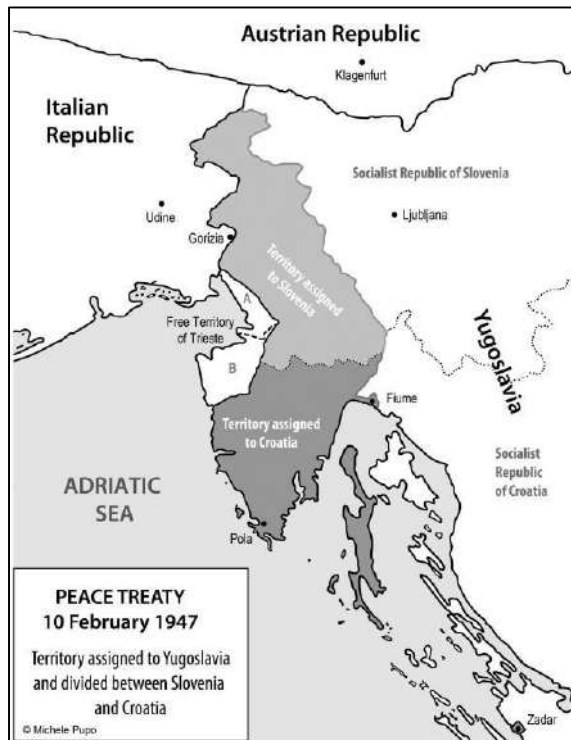 Austrian Republic
Klagenfurt
Italian
Republic
Socialist Republic of Slovenia
Udine
Ljubljana
Gorizia
Territory assigned
to Slovenia
A
Free Territory
of Trieste
B
Yugoslavia
Fiume
Territory assigned
to Croatia
Socialist
Republic
of Croatia
ADRIATIC
SEA
Pola
PEACE TREATY
10 February 1947
Territory assigned to Yugoslavia
and divided between Slovenia
and Croatia
© Michele Pupo
Zadar